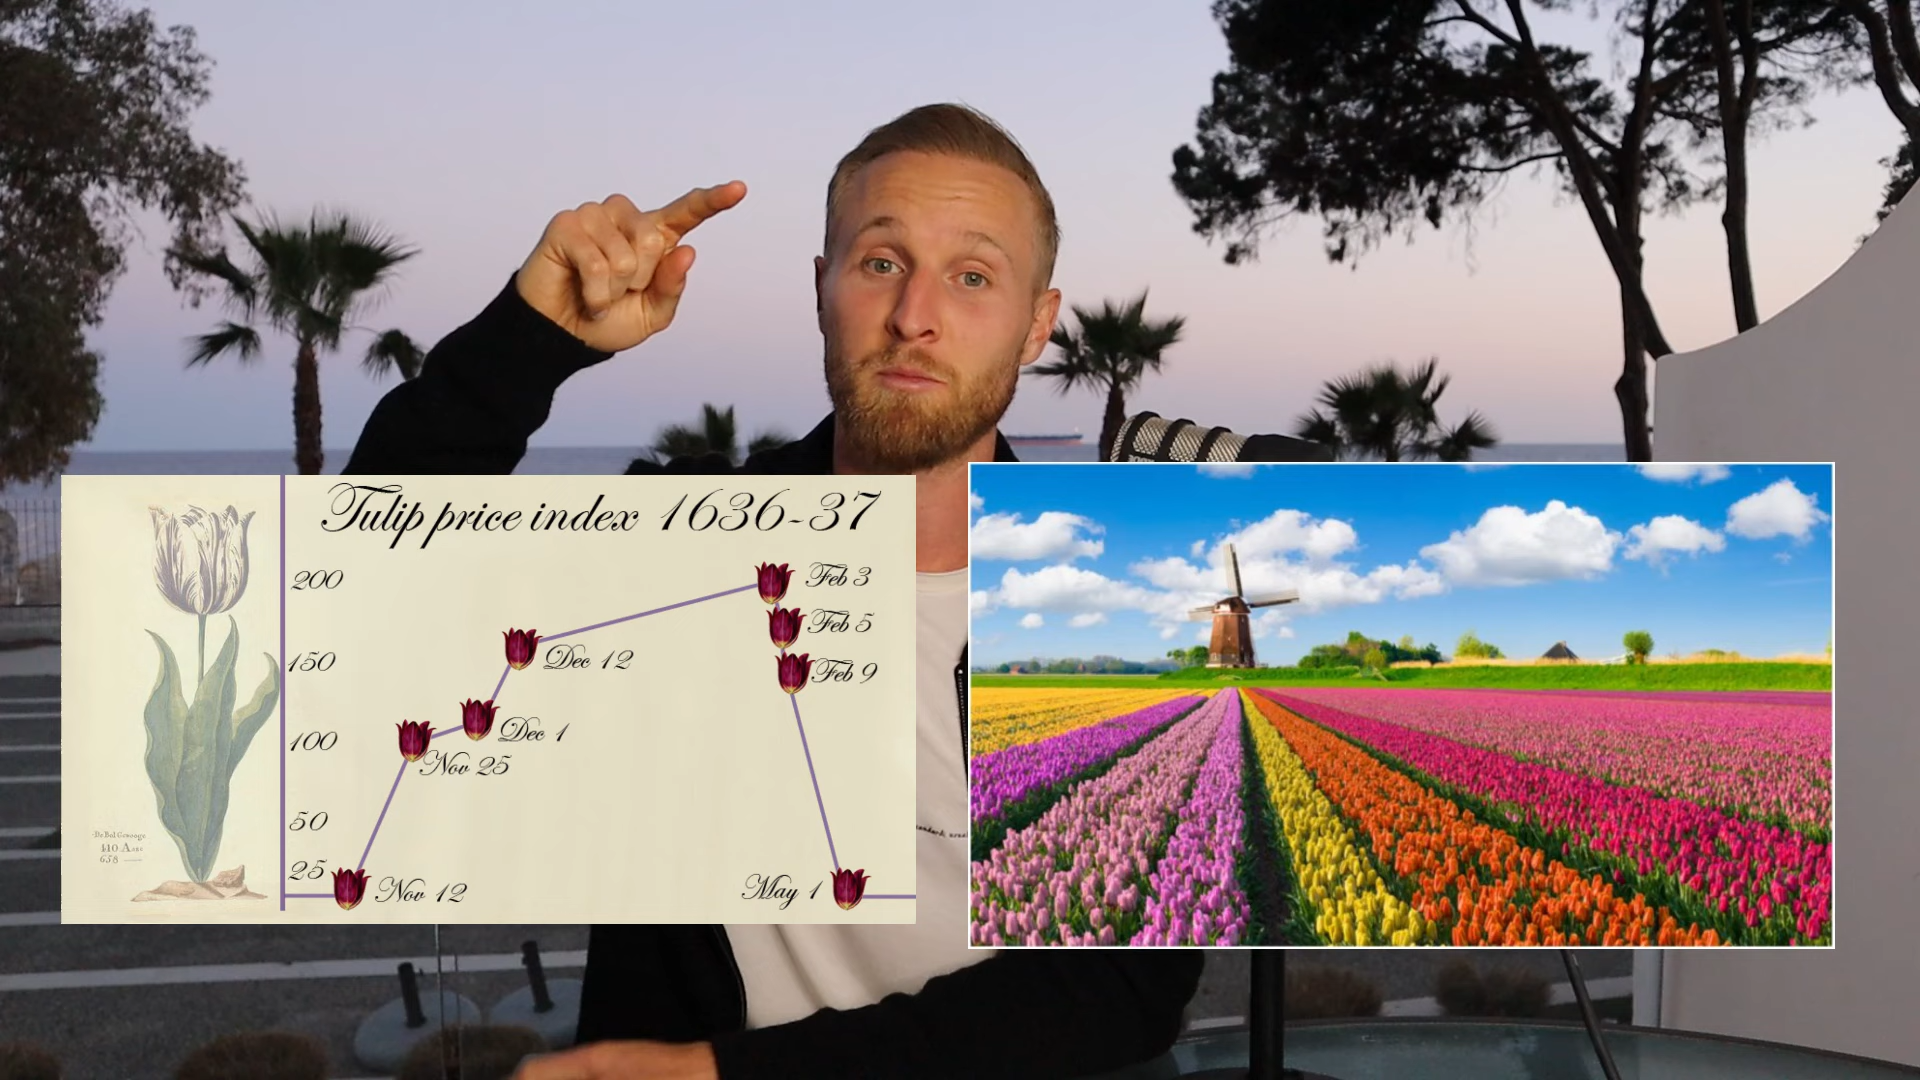 Tulip price index 1636-37
200
Feb 3
Feb 5
150
Dec 12
Feb 9
100
Dec 1
Nov 25
50
25
Nov 12
May 1